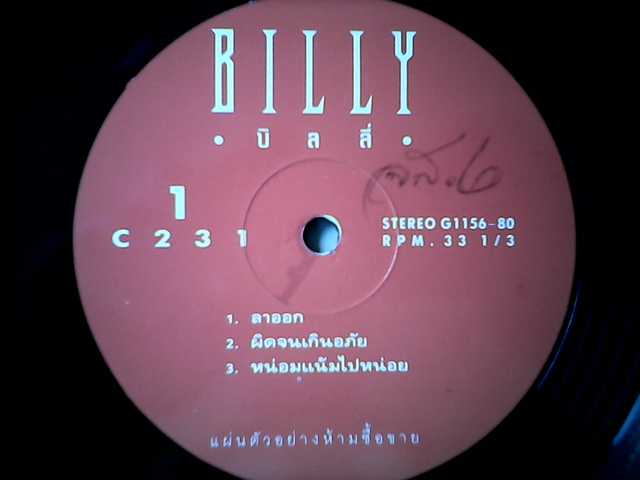 BILLY
• บิลลี่ •
1
C 2 3 1
STEREO G1156-80
RPM. 33 1/3
1. ลาออก
2. ผิดจนเกินอภัย
3. หน่อมแน้มไปหน่อย
แผ่นตัวอย่างห้ามซื้อขาย